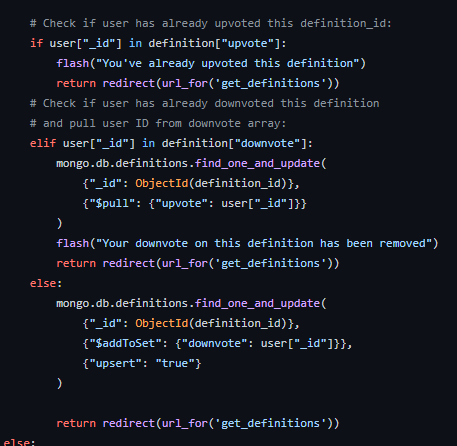 # Check if user has already upvoted this definition_id:
if user["_id"] in definition["upvote"]:
flash("You've already upvoted this definition")
return redirect(url_for('get_definitions'))
# Check if user has already downvoted this definition
# and pull user ID from downvote array:
elif user["_id"] in definition["downvote"]:
mongo.db.definitions.find_one_and_update(
{"_id": ObjectId(definition_id)},
{"$pull": {"upvote": user["_id"]}}
)
flash("Your downvote on this definition has been removed")
return redirect(url_for('get_definitions'))
else:
mongo.db.definitions.find_one_and_update(
{"_id": ObjectId(definition_id)},
{"$addToSet": {"downvote": user["_id"]}},
{"upsert": "true"}
)
return redirect(url_for('get_definitions'))
else: